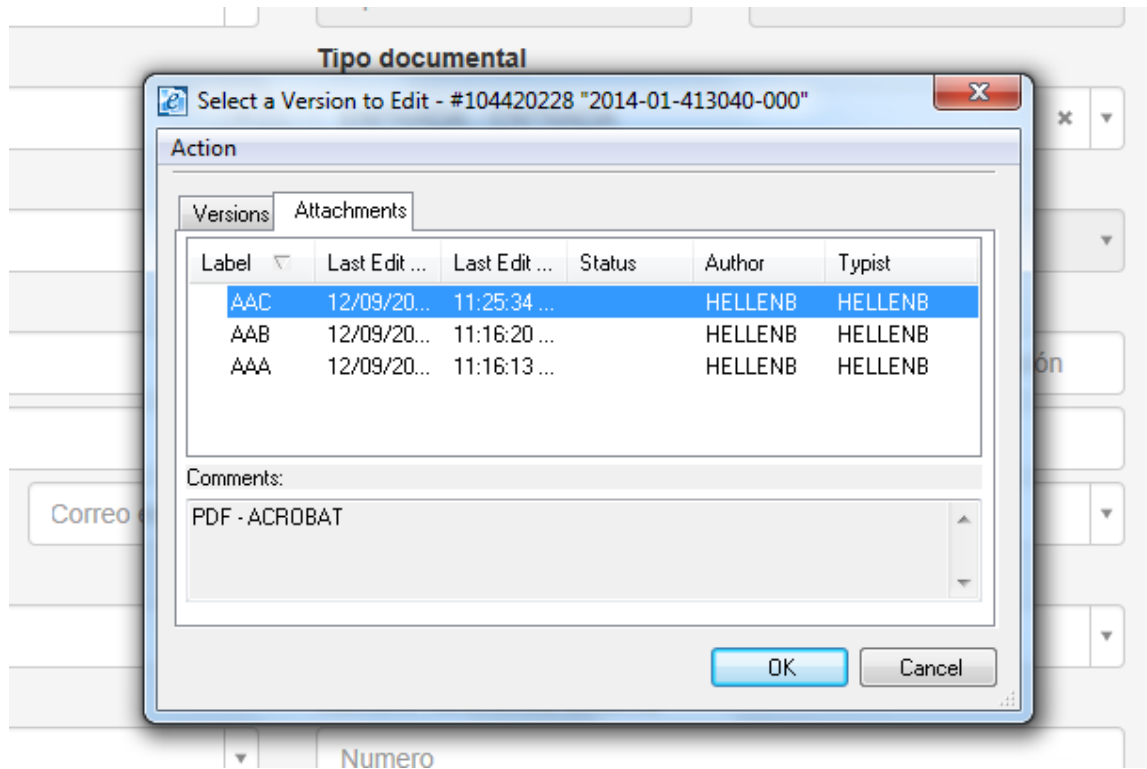 Tipo documental
Select a Version to Edit - #104420228 "2014-01-413040-000"
Action
Versions Attachments
Label Last Edit ... Last Edit ... Status Author Typist
AAC 12/09/20... 11:25:34 ... HELLENB HELLENB
AAB 12/09/20... 11:16:20 ... HELLENB HELLENB
AAA 12/09/20... 11:16:13 ... HELLENB HELLENB
ón
Comments:
Correo e
PDF - ACROBAT
OK Cancel
Numero